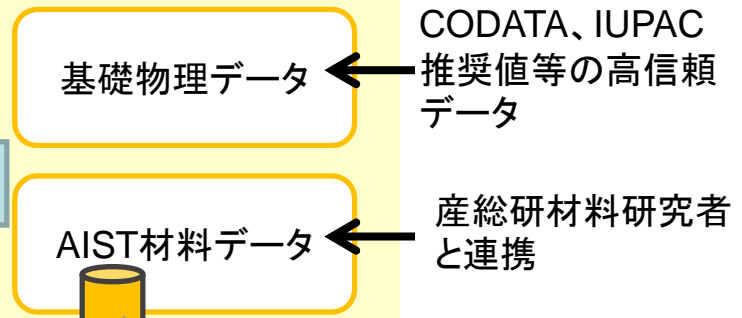 基礎物理データ
CODATA、IUPAC
推奨値等の高信頼
データ
AIST材料データ
産総研材料研究者
と連携